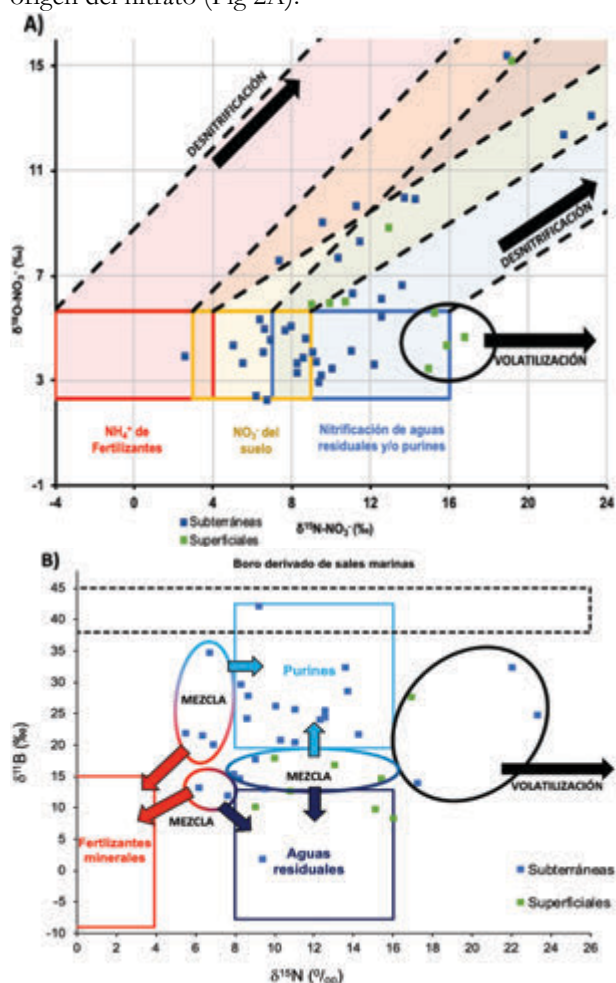 origen del nitrato (Fig 2A).
A)
15
11
7
3
-1
-4
0
4
8
12
16
20
24
δ¹⁸O-NO₃⁻ (‰)
DESNITRIFICACIÓN
DESNITRIFICACIÓN
VOLATILIZACIÓN
NH₄⁺ de
Fertilizantes
NO₃⁻ del
suelo
Nitrificación de aguas
residuales y/o purines
δ¹⁵N-NO₃⁻ (‰)
Subterráneas
Superficiales
B)
Boro derivado de sales marinas
45
40
35
30
25
20
15
10
5
0
-5
-10
δ¹¹B (‰)
MEZCLA
Purines
MEZCLA
MEZCLA
VOLATILIZACIÓN
Fertlizantes
minerales
Aguas
residuales
Subterráneas
Superficiales
0
2
4
6
8
10
12
14
16
18
20
22
24
26
δ¹⁵N (⁰/₀₀)